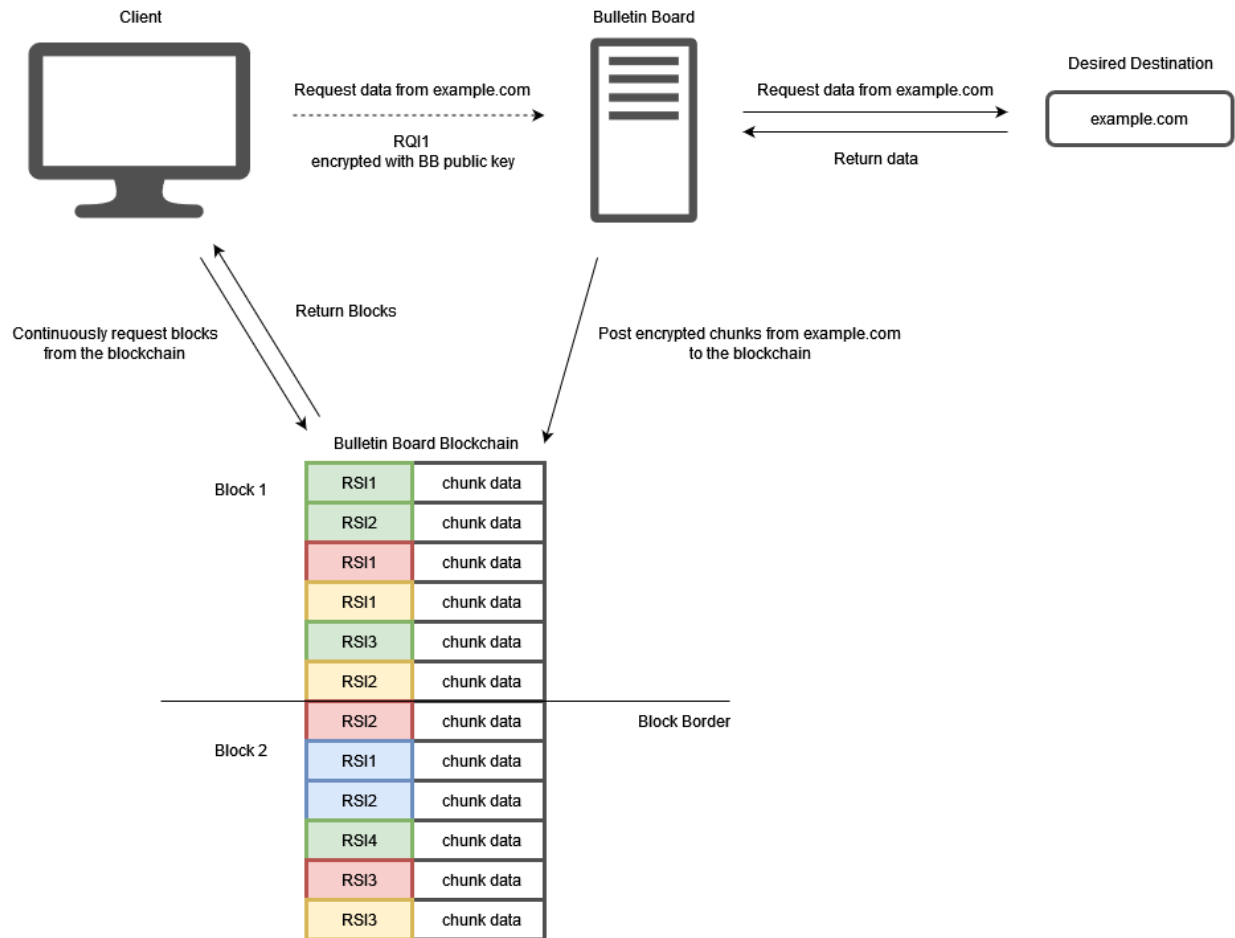 Client
Bulletin Board
Desired Destination
Request data from example.com
RQI1
encrypted with BB public key
Request data from example.com
Return data
example.com
Return Blocks
Continuously request blocks
from the blockchain
Post encrypted chunks from example.com
to the blockchain
Bulletin Board Blockchain
Block 1
RSI1 chunk data
RSI2 chunk data
RSI1 chunk data
RSI1 chunk data
RSI3 chunk data
RSI2 chunk data
Block Border
Block 2
RSI2 chunk data
RSI1 chunk data
RSI2 chunk data
RSI4 chunk data
RSI3 chunk data
RSI3 chunk data